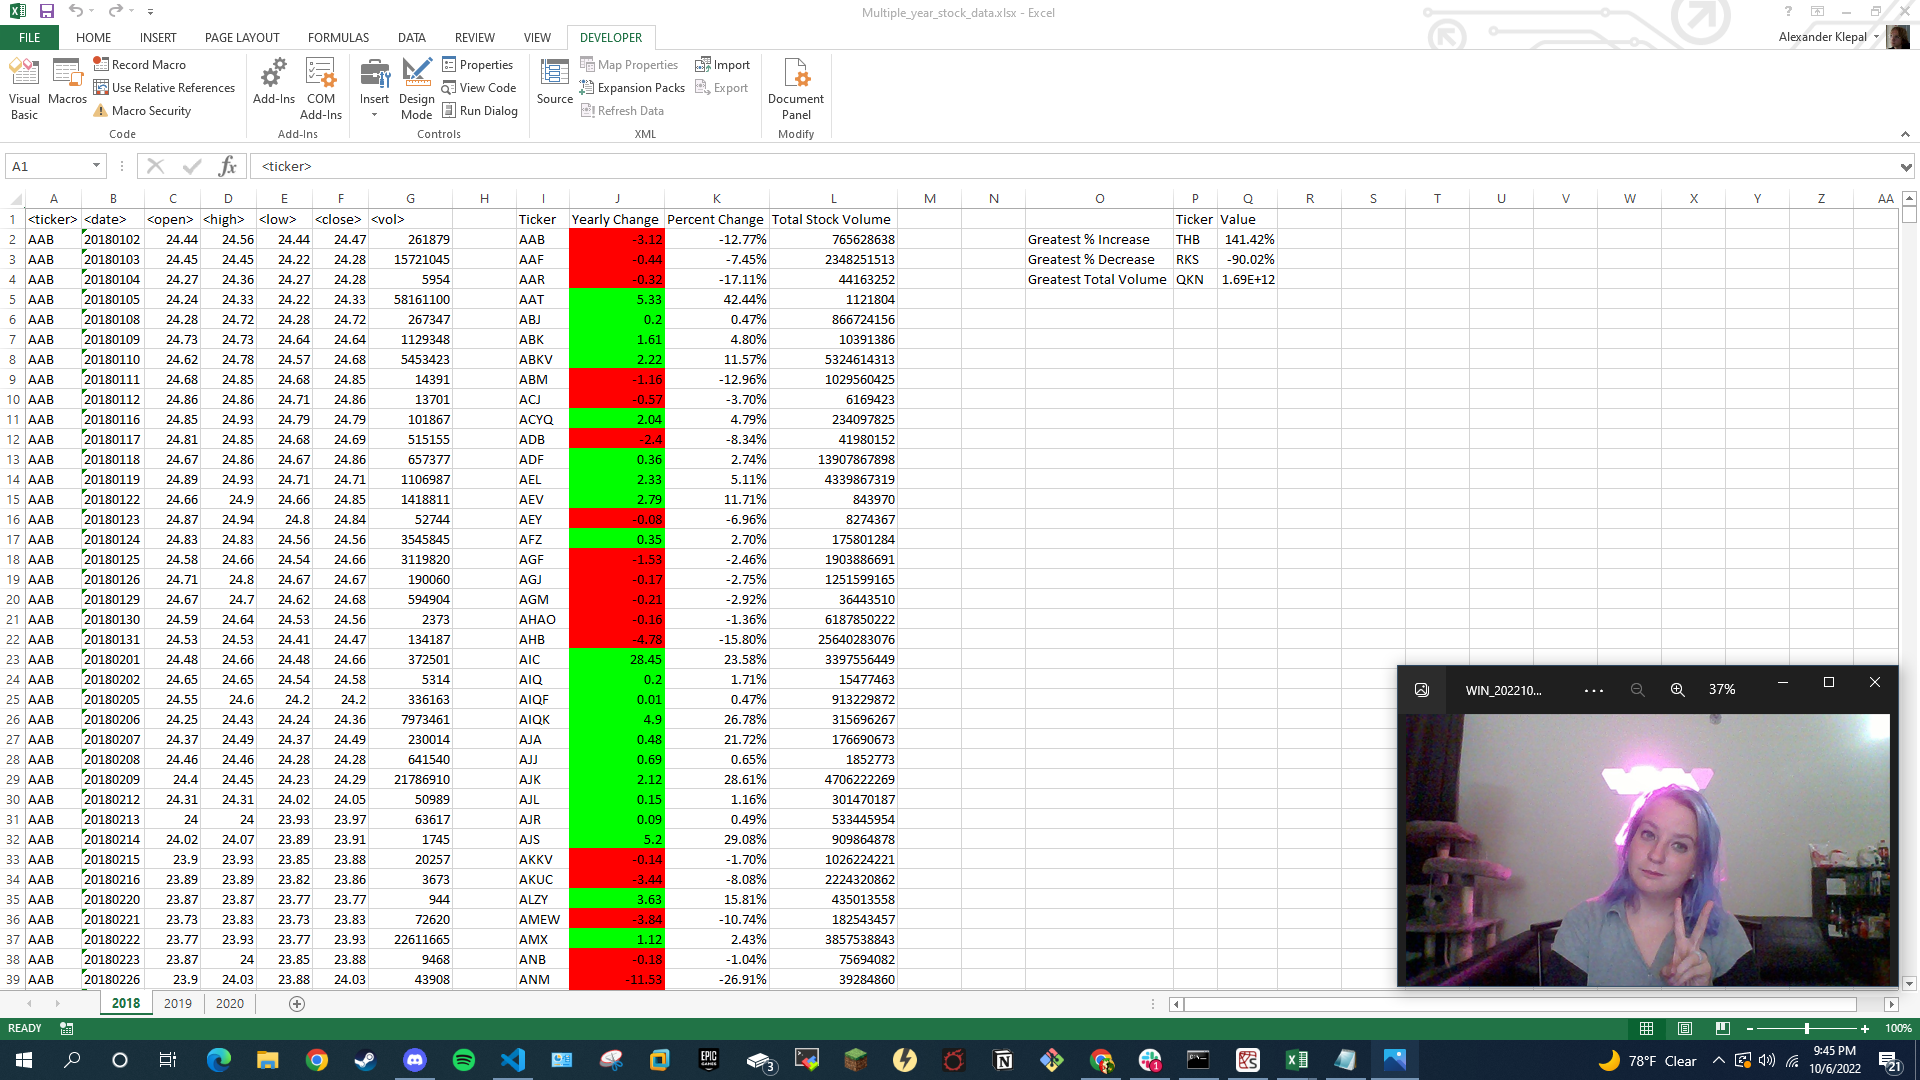 Multiple_year_stock_data.xlsx - Excel
FILE HOME INSERT PAGE LAYOUT FORMULAS DATA REVIEW VIEW DEVELOPER Alexander Klepal
Visual Basic Macros Record Macro Use Relative References Macro Security Code
Add-Ins COM Add-Ins Add-Ins
Insert Design Mode Properties View Code Run Dialog Controls
Source Map Properties Expansion Packs Refresh Data Import Export XML
Document Panel Modify
A1 fx <ticker>
A B C D E F G H I J K L M N O P Q R S T U V W X Y Z AA
1 <ticker> <date> <open> <high> <low> <close> <vol> Ticker Yearly Change Percent Change Total Stock Volume Ticker Value
2 AAB 20180102 24.44 24.56 24.44 24.47 261879 AAB -3.12 -12.77% 765628638 Greatest % Increase THB 141.42%
3 AAB 20180103 24.45 24.45 24.22 24.28 15721045 AAF -0.44 -7.45% 2348251513 Greatest % Decrease RKS -90.02%
4 AAB 20180104 24.27 24.36 24.27 24.28 5954 AAR -0.32 -17.11% 44163252 Greatest Total Volume QKN 1.69E+12
5 AAB 20180105 24.24 24.33 24.22 24.33 58161100 AAT 5.33 42.44% 1121804
6 AAB 20180108 24.28 24.72 24.28 24.72 267347 ABJ 0.2 0.47% 866724156
7 AAB 20180109 24.73 24.73 24.64 24.64 1129348 ABK 1.61 4.80% 10391386
8 AAB 20180110 24.62 24.78 24.57 24.68 5453423 ABKV 2.22 11.57% 5324614313
9 AAB 20180111 24.68 24.85 24.68 24.85 14391 ABM -1.16 -12.96% 1029560425
10 AAB 20180112 24.86 24.86 24.71 24.86 13701 ACJ -0.57 -3.70% 6169423
11 AAB 20180116 24.85 24.93 24.79 24.79 101867 ACYQ 2.04 4.79% 234097825
12 AAB 20180117 24.81 24.85 24.68 24.69 515155 ADB -2.4 -8.34% 41980152
13 AAB 20180118 24.67 24.86 24.67 24.86 657377 ADF 0.36 2.74% 13907867898
14 AAB 20180119 24.89 24.93 24.71 24.71 1106987 AEL 2.33 5.11% 4339867319
15 AAB 20180122 24.66 24.9 24.66 24.85 1418811 AEV 2.79 11.71% 843970
16 AAB 20180123 24.87 24.94 24.8 24.84 52744 AEY -0.08 -6.96% 8274367
17 AAB 20180124 24.83 24.83 24.56 24.56 3545845 AFZ 0.35 2.70% 175801284
18 AAB 20180125 24.58 24.66 24.54 24.66 3119820 AGF -1.53 -2.46% 1903886691
19 AAB 20180126 24.71 24.8 24.67 24.67 190060 AGJ -0.17 -2.75% 1251599165
20 AAB 20180129 24.67 24.7 24.62 24.68 594904 AGM -0.21 -2.92% 36443510
21 AAB 20180130 24.59 24.64 24.53 24.56 2373 AHAO -0.16 -1.36% 6187850222
22 AAB 20180131 24.53 24.53 24.41 24.47 134187 AHB -4.78 -15.80% 25640283076
23 AAB 20180201 24.48 24.66 24.48 24.66 372501 AIC 28.45 23.58% 3397556449
24 AAB 20180202 24.65 24.65 24.54 24.58 5314 AIQ 0.2 1.71% 15477463
25 AAB 20180205 24.55 24.6 24.2 24.2 336163 AIQF 0.01 0.47% 913229872
26 AAB 20180206 24.25 24.43 24.24 24.36 7973461 AIQK 4.9 26.78% 315696267
27 AAB 20180207 24.37 24.49 24.37 24.49 230014 AJA 0.48 21.72% 176690673
28 AAB 20180208 24.46 24.46 24.28 24.28 641540 AJJ 0.69 0.65% 1852773
29 AAB 20180209 24.4 24.45 24.23 24.29 21786910 AJK 2.12 28.61% 4706222269
30 AAB 20180212 24.31 24.31 24.02 24.05 50989 AJL 0.15 1.16% 301470187
31 AAB 20180213 24 24 23.93 23.97 63617 AJR 0.09 0.49% 533445954
32 AAB 20180214 24.02 24.07 23.89 23.91 1745 AJS 5.2 29.08% 909864878
33 AAB 20180215 23.9 23.93 23.85 23.88 20257 AKKV -0.14 -1.70% 1026224221
34 AAB 20180216 23.89 23.89 23.82 23.86 3673 AKUC -3.44 -8.08% 2224320862
35 AAB 20180220 23.87 23.87 23.77 23.77 944 ALZY 3.63 15.81% 435013558
36 AAB 20180221 23.73 23.83 23.73 23.83 72620 AMEW -3.84 -10.74% 182543457
37 AAB 20180222 23.77 23.93 23.77 23.93 22611665 AMX 1.12 2.43% 3857538843
38 AAB 20180223 23.87 24 23.85 23.88 9468 ANB -0.18 -1.04% 75694082
39 AAB 20180226 23.9 24.03 23.88 24.03 43908 ANM -11.53 -26.91% 39284860
WIN_202210... 37%
2018 2019 2020
READY 100%
EPIC GAMES 3 1 78°F Clear 9:45 PM
10/6/2022 21